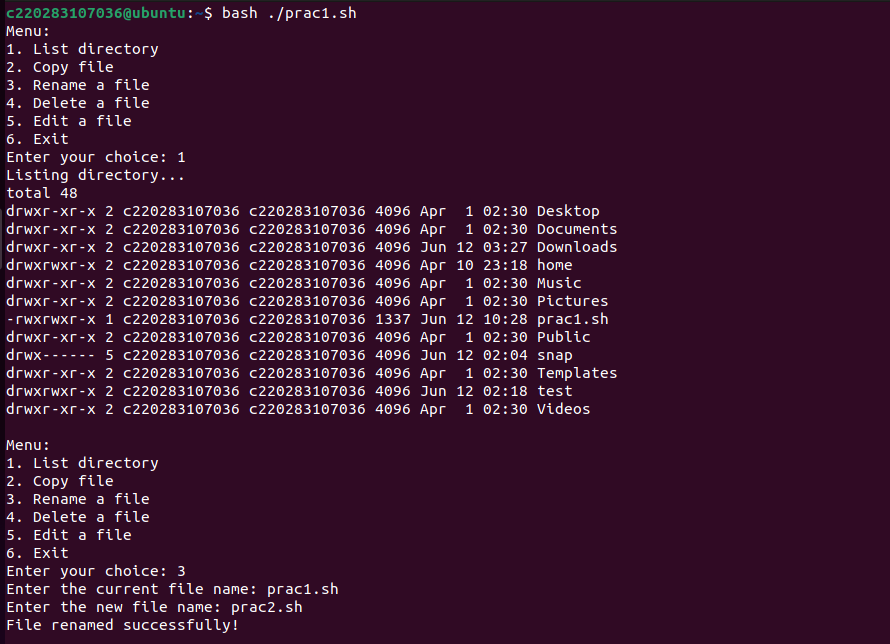 c220283107036@ubuntu:~$ bash ./prac1.sh
Menu:
1. List directory
2. Copy file
3. Rename a file
4. Delete a file
5. Edit a file
6. Exit
Enter your choice: 1
Listing directory...
total 48
drwxr-xr-x 2 c220283107036 c220283107036 4096 Apr  1 02:30 Desktop
drwxr-xr-x 2 c220283107036 c220283107036 4096 Apr  1 02:30 Documents
drwxr-xr-x 2 c220283107036 c220283107036 4096 Jun 12 03:27 Downloads
drwxrwxr-x 2 c220283107036 c220283107036 4096 Apr 10 23:18 home
drwxr-xr-x 2 c220283107036 c220283107036 4096 Apr  1 02:30 Music
drwxr-xr-x 2 c220283107036 c220283107036 4096 Apr  1 02:30 Pictures
-rwxrwxr-x 1 c220283107036 c220283107036 1337 Jun 12 10:28 prac1.sh
drwxr-xr-x 2 c220283107036 c220283107036 4096 Apr  1 02:30 Public
drwx------ 5 c220283107036 c220283107036 4096 Jun 12 02:04 snap
drwxr-xr-x 2 c220283107036 c220283107036 4096 Apr  1 02:30 Templates
drwxrwxr-x 2 c220283107036 c220283107036 4096 Jun 12 02:18 test
drwxr-xr-x 2 c220283107036 c220283107036 4096 Apr  1 02:30 Videos

Menu:
1. List directory
2. Copy file
3. Rename a file
4. Delete a file
5. Edit a file
6. Exit
Enter your choice: 3
Enter the current file name: prac1.sh
Enter the new file name: prac2.sh
File renamed successfully!